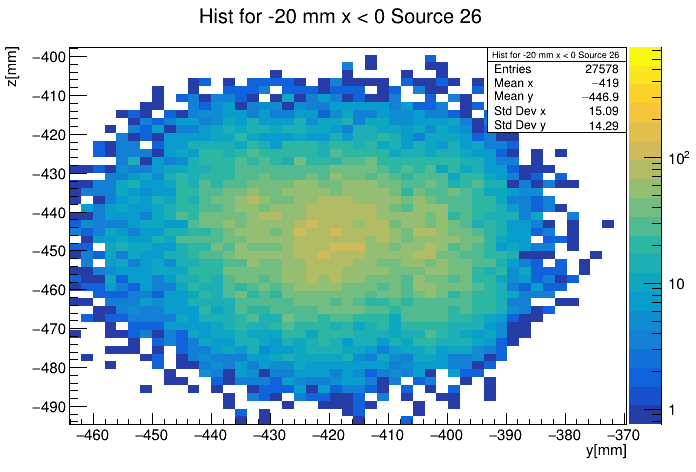 Hist for -20 mm x < 0 Source 26
z[mm]
Hist for -20 mm x < 0 Source 26
Entries 27578
Mean x −419
Mean y −446.9
Std Dev x 15.09
Std Dev y 14.29
−400
−410
−420
−430
−440
−450
−460
−470
−480
−490
10²
10
1
−460 −450 −440 −430 −420 −410 −400 −390 −380 −370
y[mm]